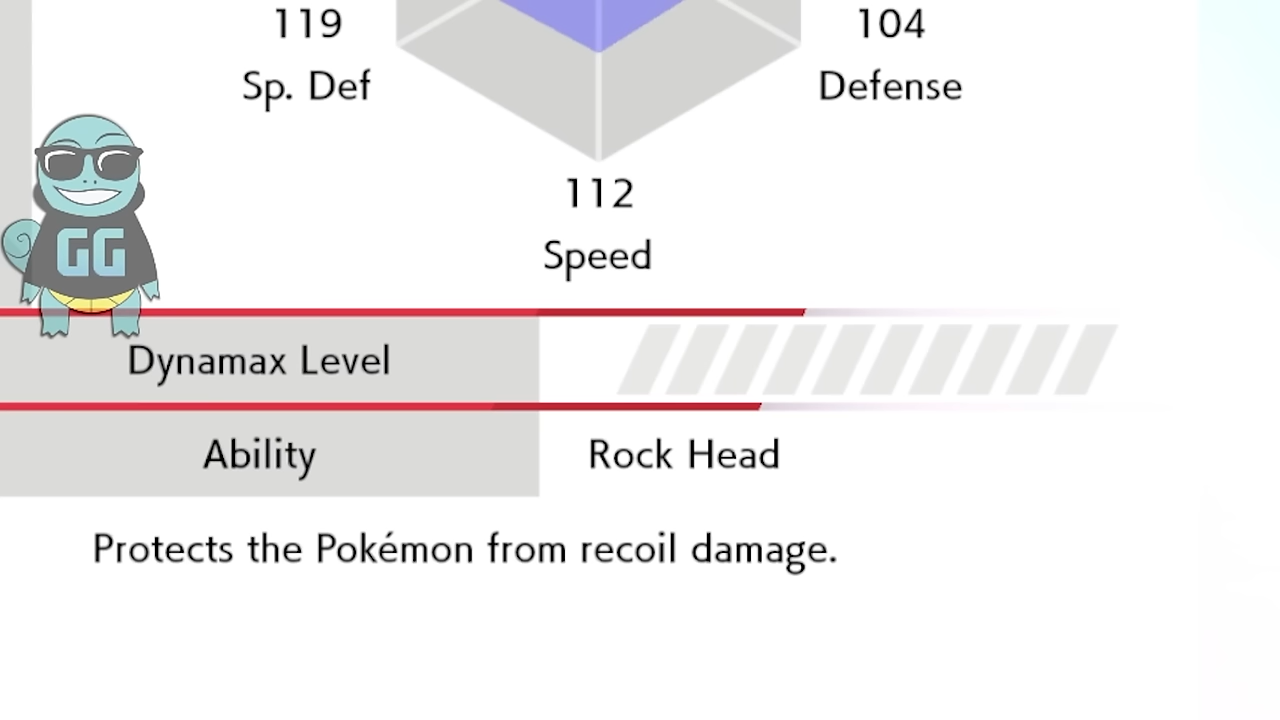 119
104
Sp. Def
Defense
112
Speed
GG
Dynamax Level
Ability
Rock Head
Protects the Pokémon from recoil damage.